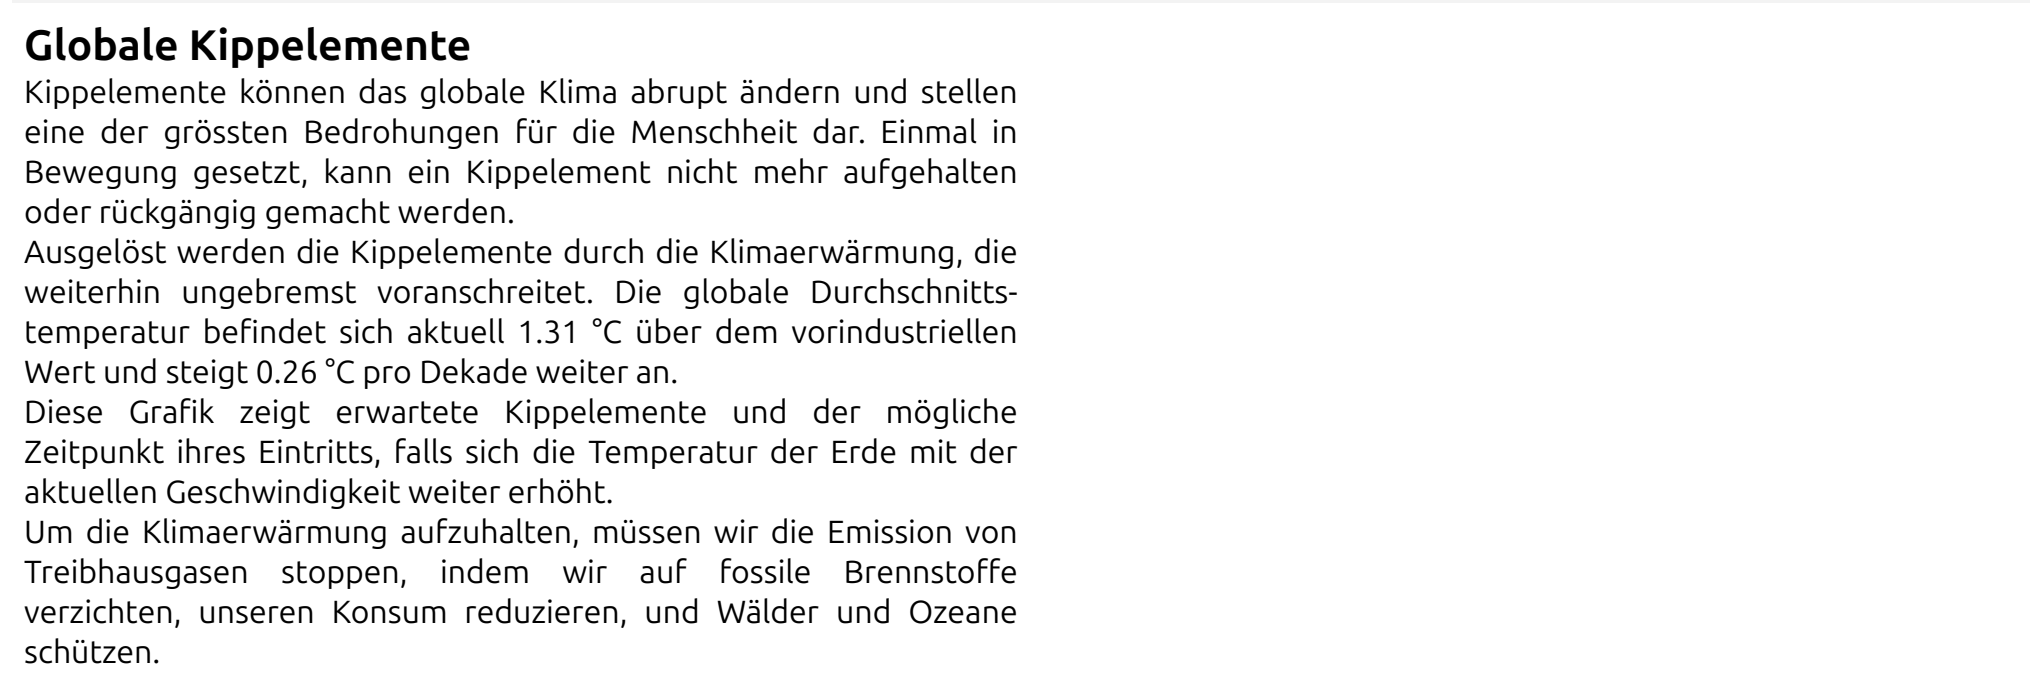 Globale Kippelemente
Kippelemente können das globale Klima abrupt ändern und stellen
eine der grössten Bedrohungen für die Menschheit dar. Einmal in
Bewegung gesetzt, kann ein Kippelement nicht mehr aufgehalten
oder rückgängig gemacht werden.
Ausgelöst werden die Kippelemente durch die Klimaerwärmung, die
weiterhin ungebremst voranschreitet. Die globale Durchschnitts-
temperatur befindet sich aktuell 1.31 °C über dem vorindustriellen
Wert und steigt 0.26 °C pro Dekade weiter an.
Diese Grafik zeigt erwartete Kippelemente und der mögliche
Zeitpunkt ihres Eintritts, falls sich die Temperatur der Erde mit der
aktuellen Geschwindigkeit weiter erhöht.
Um die Klimaerwärmung aufzuhalten, müssen wir die Emission von
Treibhausgasen stoppen, indem wir auf fossile Brennstoffe
verzichten, unseren Konsum reduzieren, und Wälder und Ozeane
schützen.